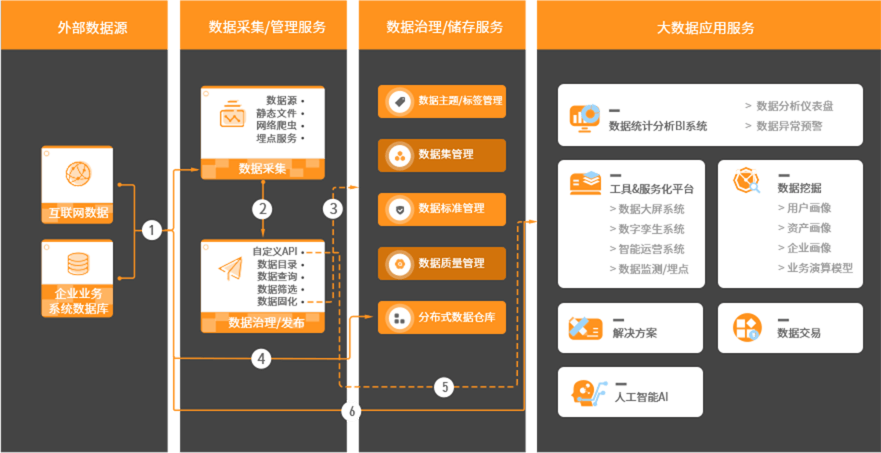 外部数据源
数据采集/管理服务
数据治理/储存服务
大数据应用服务
互联网数据
企业业务
系统数据库
1
数据源
静态文件
网络爬虫
埋点服务
数据采集
2
3
自定义API
数据目录
数据查询
数据筛选
数据固化
数据治理/发布
4
数据主题/标签管理
数据集管理
数据标准管理
数据质量管理
分布式数据仓库
5
6
数据统计分析BI系统
> 数据分析仪表盘
> 数据异常预警
工具&服务化平台
> 数据大屏系统
> 数字孪生系统
> 智能运营系统
> 数据监测/埋点
数据挖掘
> 用户画像
> 资产画像
> 企业画像
> 业务演算模型
解决方案
数据交易
人工智能AI